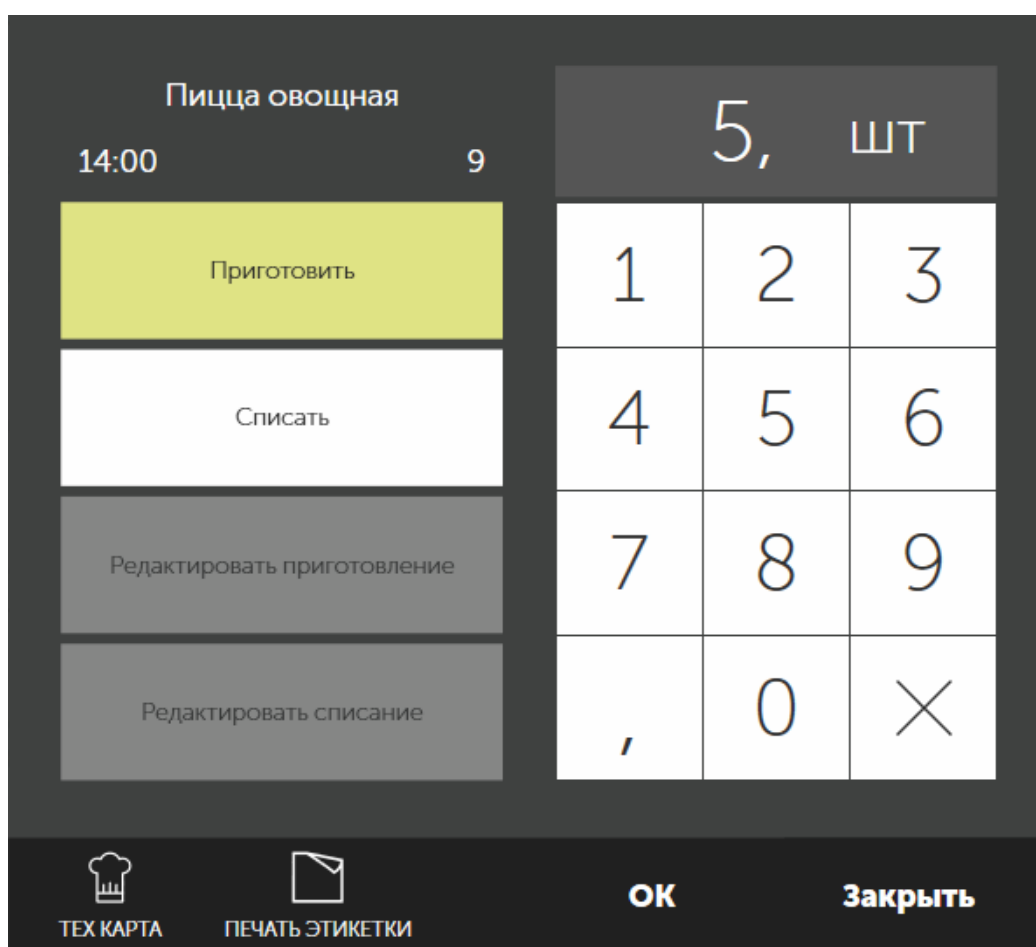 Пицца овощная
14:00 9
Приготовить
Списать
Редактировать приготовление
Редактировать списание
5, шт
1 2 3
4 5 6
7 8 9
, 0 ×
ТЕХ КАРТА ПЕЧАТЬ ЭТИКЕТКИ ОК Закрыть